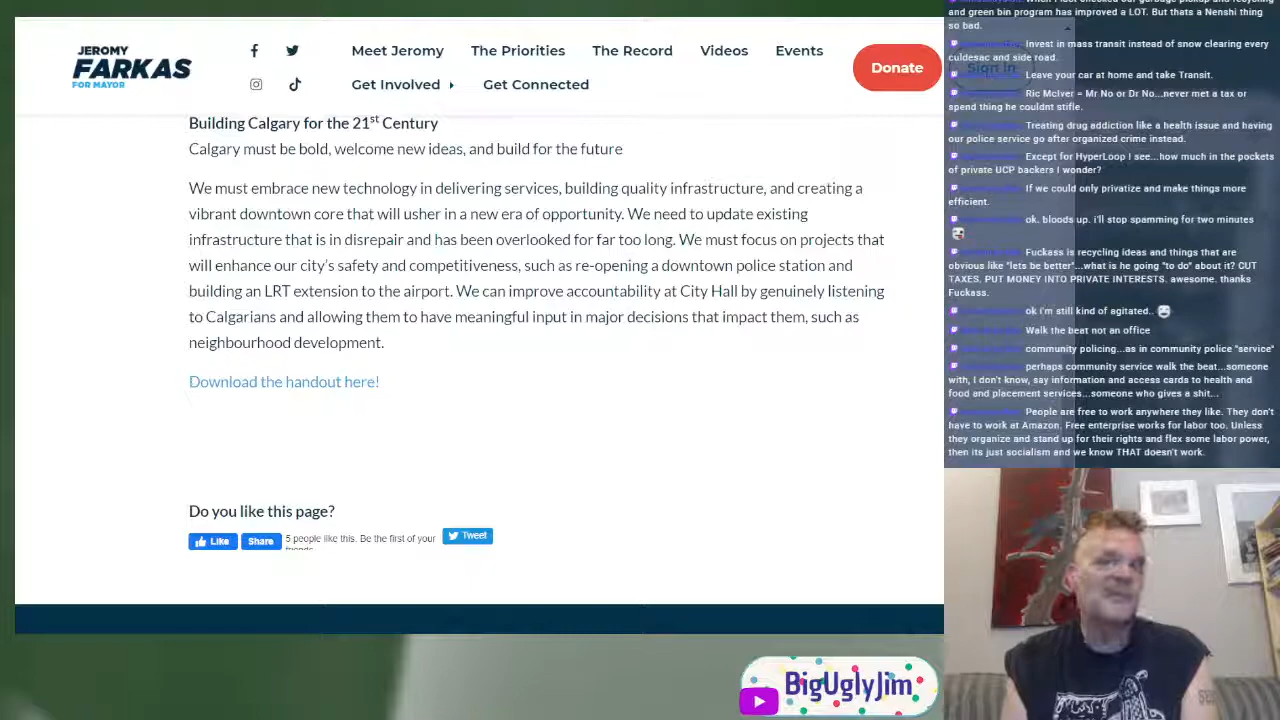 JEROMY
FARKAS
FOR MAYOR
Meet Jeromy The Priorities The Record Videos Events
Get Involved Get Connected
Donate
Sign In
Building Calgary for the 21st Century
Calgary must be bold, welcome new ideas, and build for the future
We must embrace new technology in delivering services, building quality infrastructure, and creating a
vibrant downtown core that will usher in a new era of opportunity. We need to update existing
infrastructure that is in disrepair and has been overlooked for far too long. We must focus on projects that
will enhance our city's safety and competitiveness, such as re-opening a downtown police station and
building an LRT extension to the airport. We can improve accountability at City Hall by genuinely listening
to Calgarians and allowing them to have meaningful input in major decisions that impact them, such as
neighbourhood development.
Download the handout here!
Do you like this page?
Like Share 5 people like this. Be the first of your
friends.
Tweet
and green bin program has improved a LOT. But thats a Nenshi thing
so bad.
Invest in mass transit instead of snow clearing every
culdesac and side road.
Leave your car at home and take Transit.
Ric McIver = Mr No or Dr No...never met a tax or
spend thing he couldnt stifle.
Treating drug addiction like a health issue and having
our police service go after organized crime instead.
Except for HyperLoop I see...how much in the pockets
of private UCP backers I wonder?
If we could only privatize and make things more
efficient.
ok. bloods up. i'll stop spamming for two minutes
Fuckass is recycling ideas and things that are
obvious like "lets be better"...what is he going "to do" about it? CUT
TAXES. PUT MONEY INTO PRIVATE INTERESTS. awesome. thanks
Fuckass.
ok i'm still kind of agitated..
Walk the beat not an office
community policing...as in community police "service"
perhaps community service walk the beat...someone
with, I don't know, say information and access cards to health and
food and placement services...someone who gives a shit...
People are free to work anywhere they like. They don't
have to work at Amazon. Free enterprise works for labor too. Unless
they organize and stand up for their rights and flex some labor power,
then its just socialism and we know THAT doesn't work.
BigUglyJim